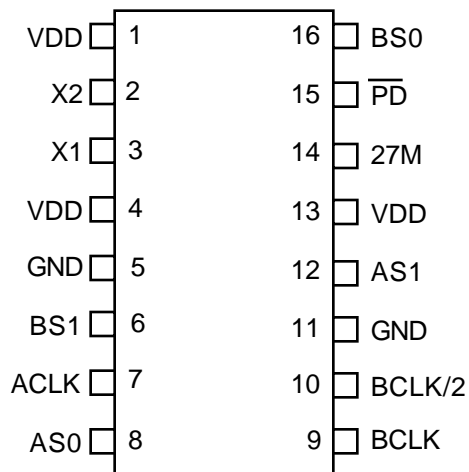 VDD 1 16 BS0
X2 2 15 P̅D̅
X1 3 14 27M
VDD 4 13 VDD
GND 5 12 AS1
BS1 6 11 GND
ACLK 7 10 BCLK/2
AS0 8 9 BCLK